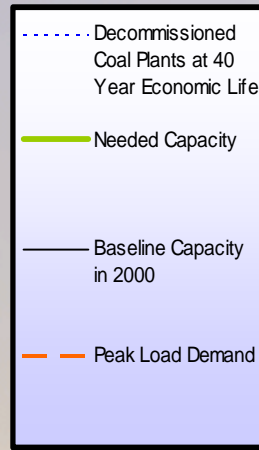 Decommissioned
Coal Plants at 40
Year Economic Life
Needed Capacity
Baseline Capacity
in 2000
Peak Load Demand